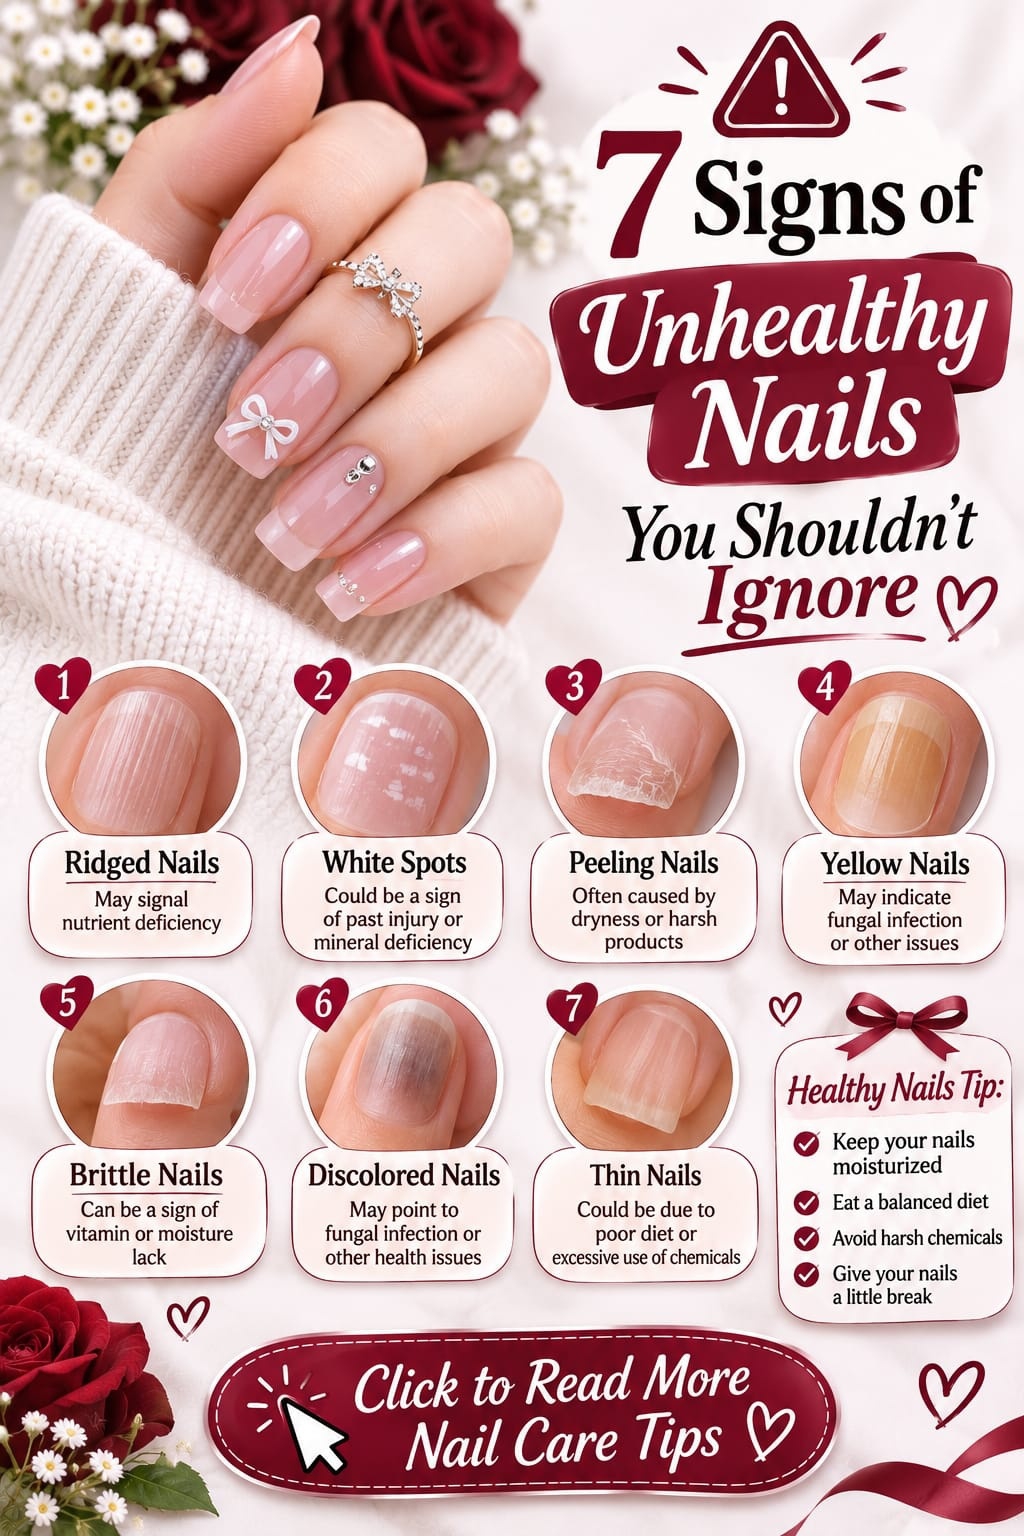 7 Signs of
Unhealthy
Nails
You Shouldn't
Ignore
1
Ridged Nails
May signal
nutrient deficiency
2
White Spots
Could be a sign
of past injury or
mineral deficiency
3
Peeling Nails
Often caused by
dryness or harsh
products
4
Yellow Nails
May indicate
fungal infection
or other issues
5
Brittle Nails
Can be a sign of
vitamin or moisture
lack
6
Discolored Nails
May point to
fungal infection or
other health issues
7
Thin Nails
Could be due to
poor diet or
excessive use of chemicals
Healthy Nails Tip:
Keep your nails
moisturized
Eat a balanced diet
Avoid harsh chemicals
Give your nails
a little break
Click to Read More
Nail Care Tips